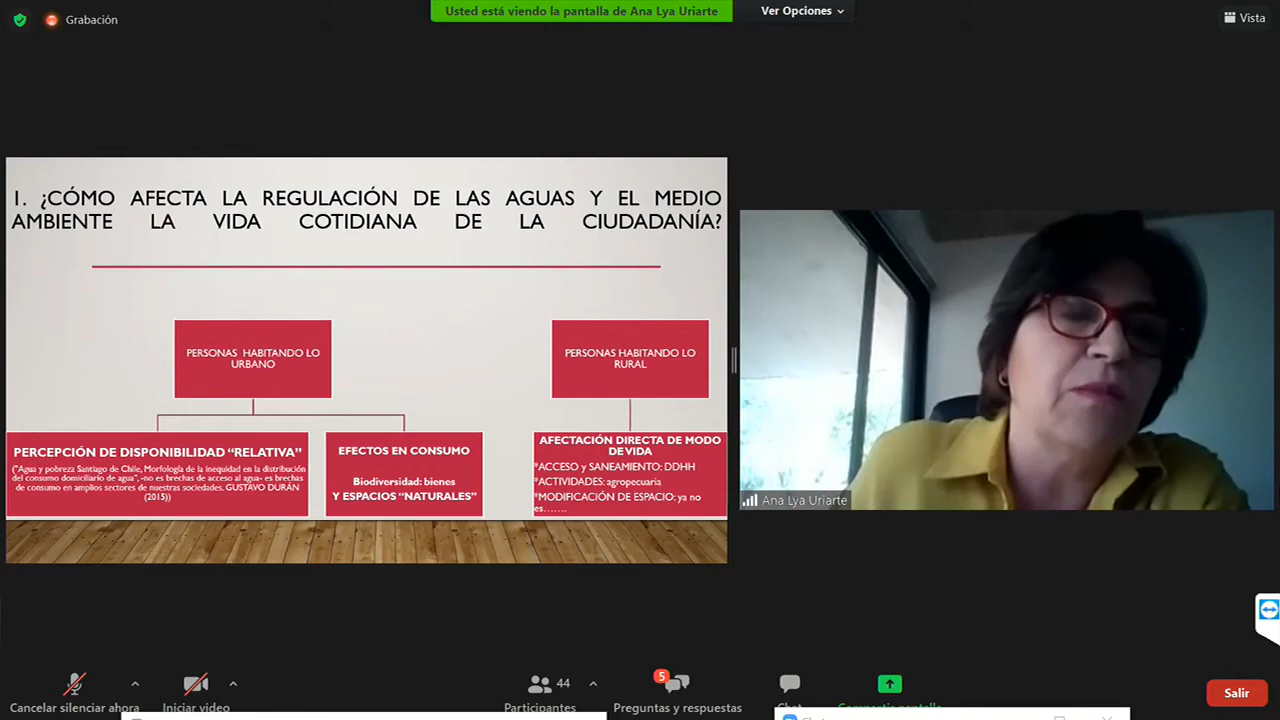 Grabación
Usted está viendo la pantalla de Ana Lya Uriarte
Ver Opciones
Vista
1. ¿CÓMO AFECTA LA REGULACIÓN DE LAS AGUAS Y EL MEDIO
AMBIENTE LA VIDA COTIDIANA DE LA CIUDADANÍA?
PERSONAS HABITANDO LO
URBANO
PERSONAS HABITANDO LO
RURAL
PERCEPCIÓN DE DISPONIBILIDAD “RELATIVA”
("Agua y pobreza Santiago de Chile, Morfología de la inequidad en la distribución
del consumo domiciliario de agua", -no es brechas de acceso al agua- es brechas
de consumo en amplios sectores de nuestras sociedades. GUSTAVO DURÁN
(2015))
EFECTOS EN CONSUMO
Biodiversidad: bienes
Y ESPACIOS “NATURALES”
AFECTACIÓN DIRECTA DE MODO
DE VIDA
*ACCESO y SANEAMIENTO: DDHH
*ACTIVIDADES: agropecuaria
*MODIFICACIÓN DE ESPACIO: ya no
es…….
Ana Lya Uriarte
Cancelar silenciar ahora
Iniciar video
44
Participantes
5
Preguntas y respuestas
Chat
Compartir pantalla
Salir
Chat